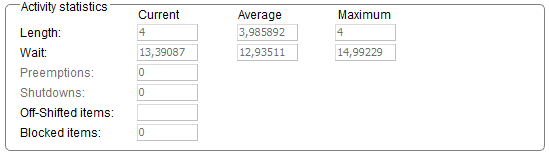 Activity statistics
Current Average Maximum
Length: 4 3,985892 4
Wait: 13,39087 12,93511 14,99229
Preemptions: 0
Shutdowns: 0
Off-Shifted items:
Blocked items: 0